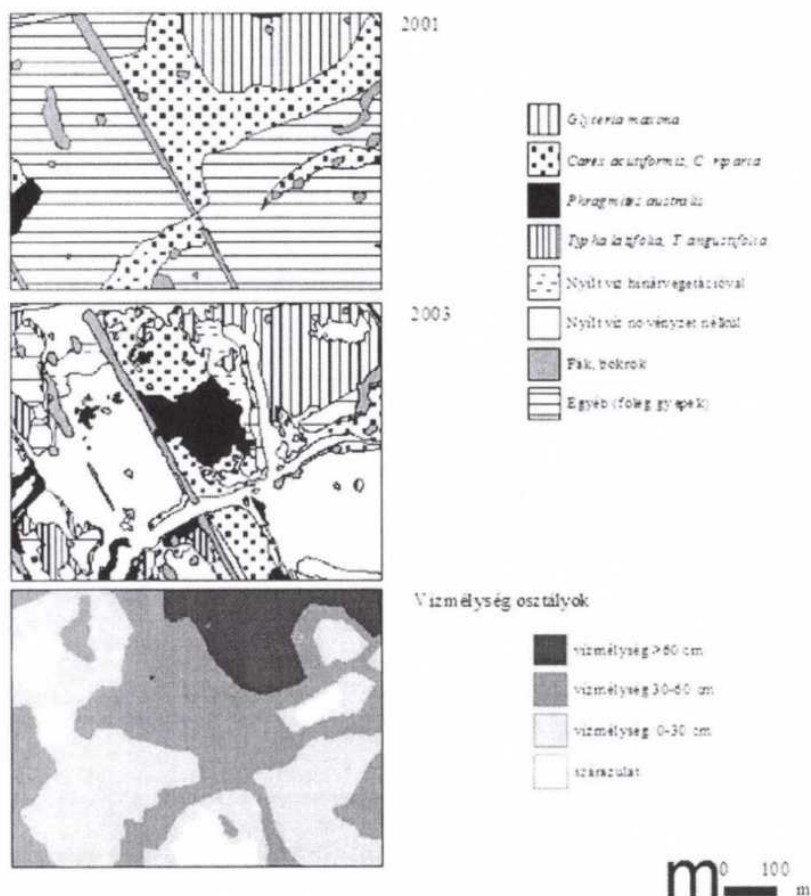 2001
Glyceria maxima
Carex acutiformis, C. riparia
Phragmites australis
Typha latifolia, T. angustifolia
Nyílt víz hínárvegetációval
Nyílt víz növényzet nélkül
Fák, bokrok
Egyéb (főleg gyepek)
2003
Vízmélység osztályok
vízmélység >60 cm
vízmélység 30-60 cm
vízmélység 0-30 cm
szárazulat
m 0 100
m